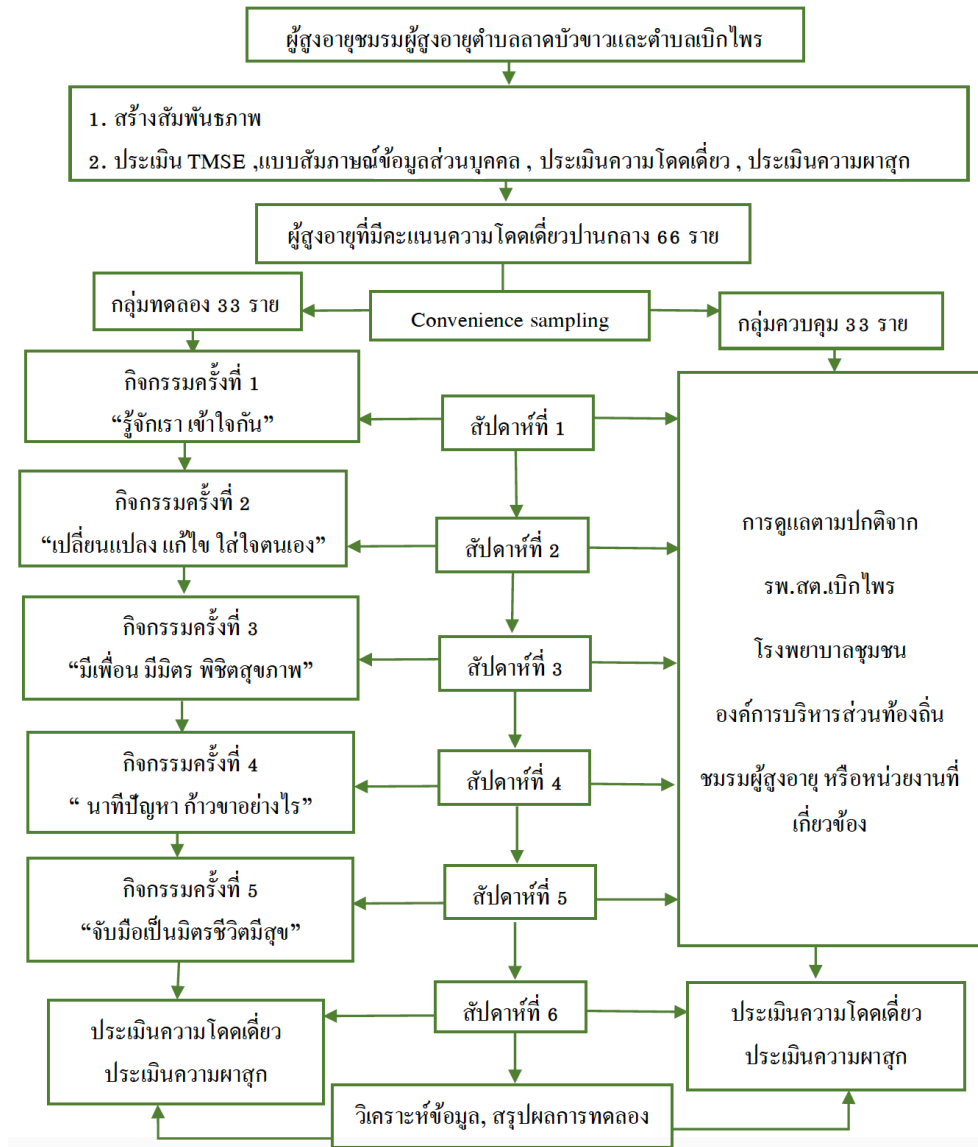 ผู้สูงอายุชมรมผู้สูงอายุตำบลลาดบัวขาวและตำบลเบิกไพร
1. สร้างสัมพันธภาพ
2. ประเมิน TMSE ,แบบสัมภาษณ์ข้อมูลส่วนบุคคล , ประเมินความโดดเดี่ยว , ประเมินความผาสุก
ผู้สูงอายุที่มีคะแนนความโดดเดี่ยวปานกลาง 66 ราย
กลุ่มทดลอง 33 ราย
Convenience sampling
กลุ่มควบคุม 33 ราย
กิจกรรมครั้งที่ 1
“รู้จักเรา เข้าใจกัน”
สัปดาห์ที่ 1
กิจกรรมครั้งที่ 2
“เปลี่ยนแปลง แก้ไข ใส่ใจตนเอง”
สัปดาห์ที่ 2
กิจกรรมครั้งที่ 3
“มีเพื่อน มีมิตร พิชิตสุขภาพ”
สัปดาห์ที่ 3
กิจกรรมครั้งที่ 4
“ นาทีปัญหา ก้าวขาอย่างไร”
สัปดาห์ที่ 4
กิจกรรมครั้งที่ 5
“จับมือเป็นมิตรชีวิตมีสุข”
สัปดาห์ที่ 5
การดูแลตามปกติจาก
รพ.สต.เบิกไพร
โรงพยาบาลชุมชน
องค์การบริหารส่วนท้องถิ่น
ชมรมผู้สูงอายุ หรือหน่วยงานที่
เกี่ยวข้อง
ประเมินความโดดเดี่ยว
ประเมินความผาสุก
สัปดาห์ที่ 6
ประเมินความโดดเดี่ยว
ประเมินความผาสุก
วิเคราะห์ข้อมูล, สรุปผลการทดลอง